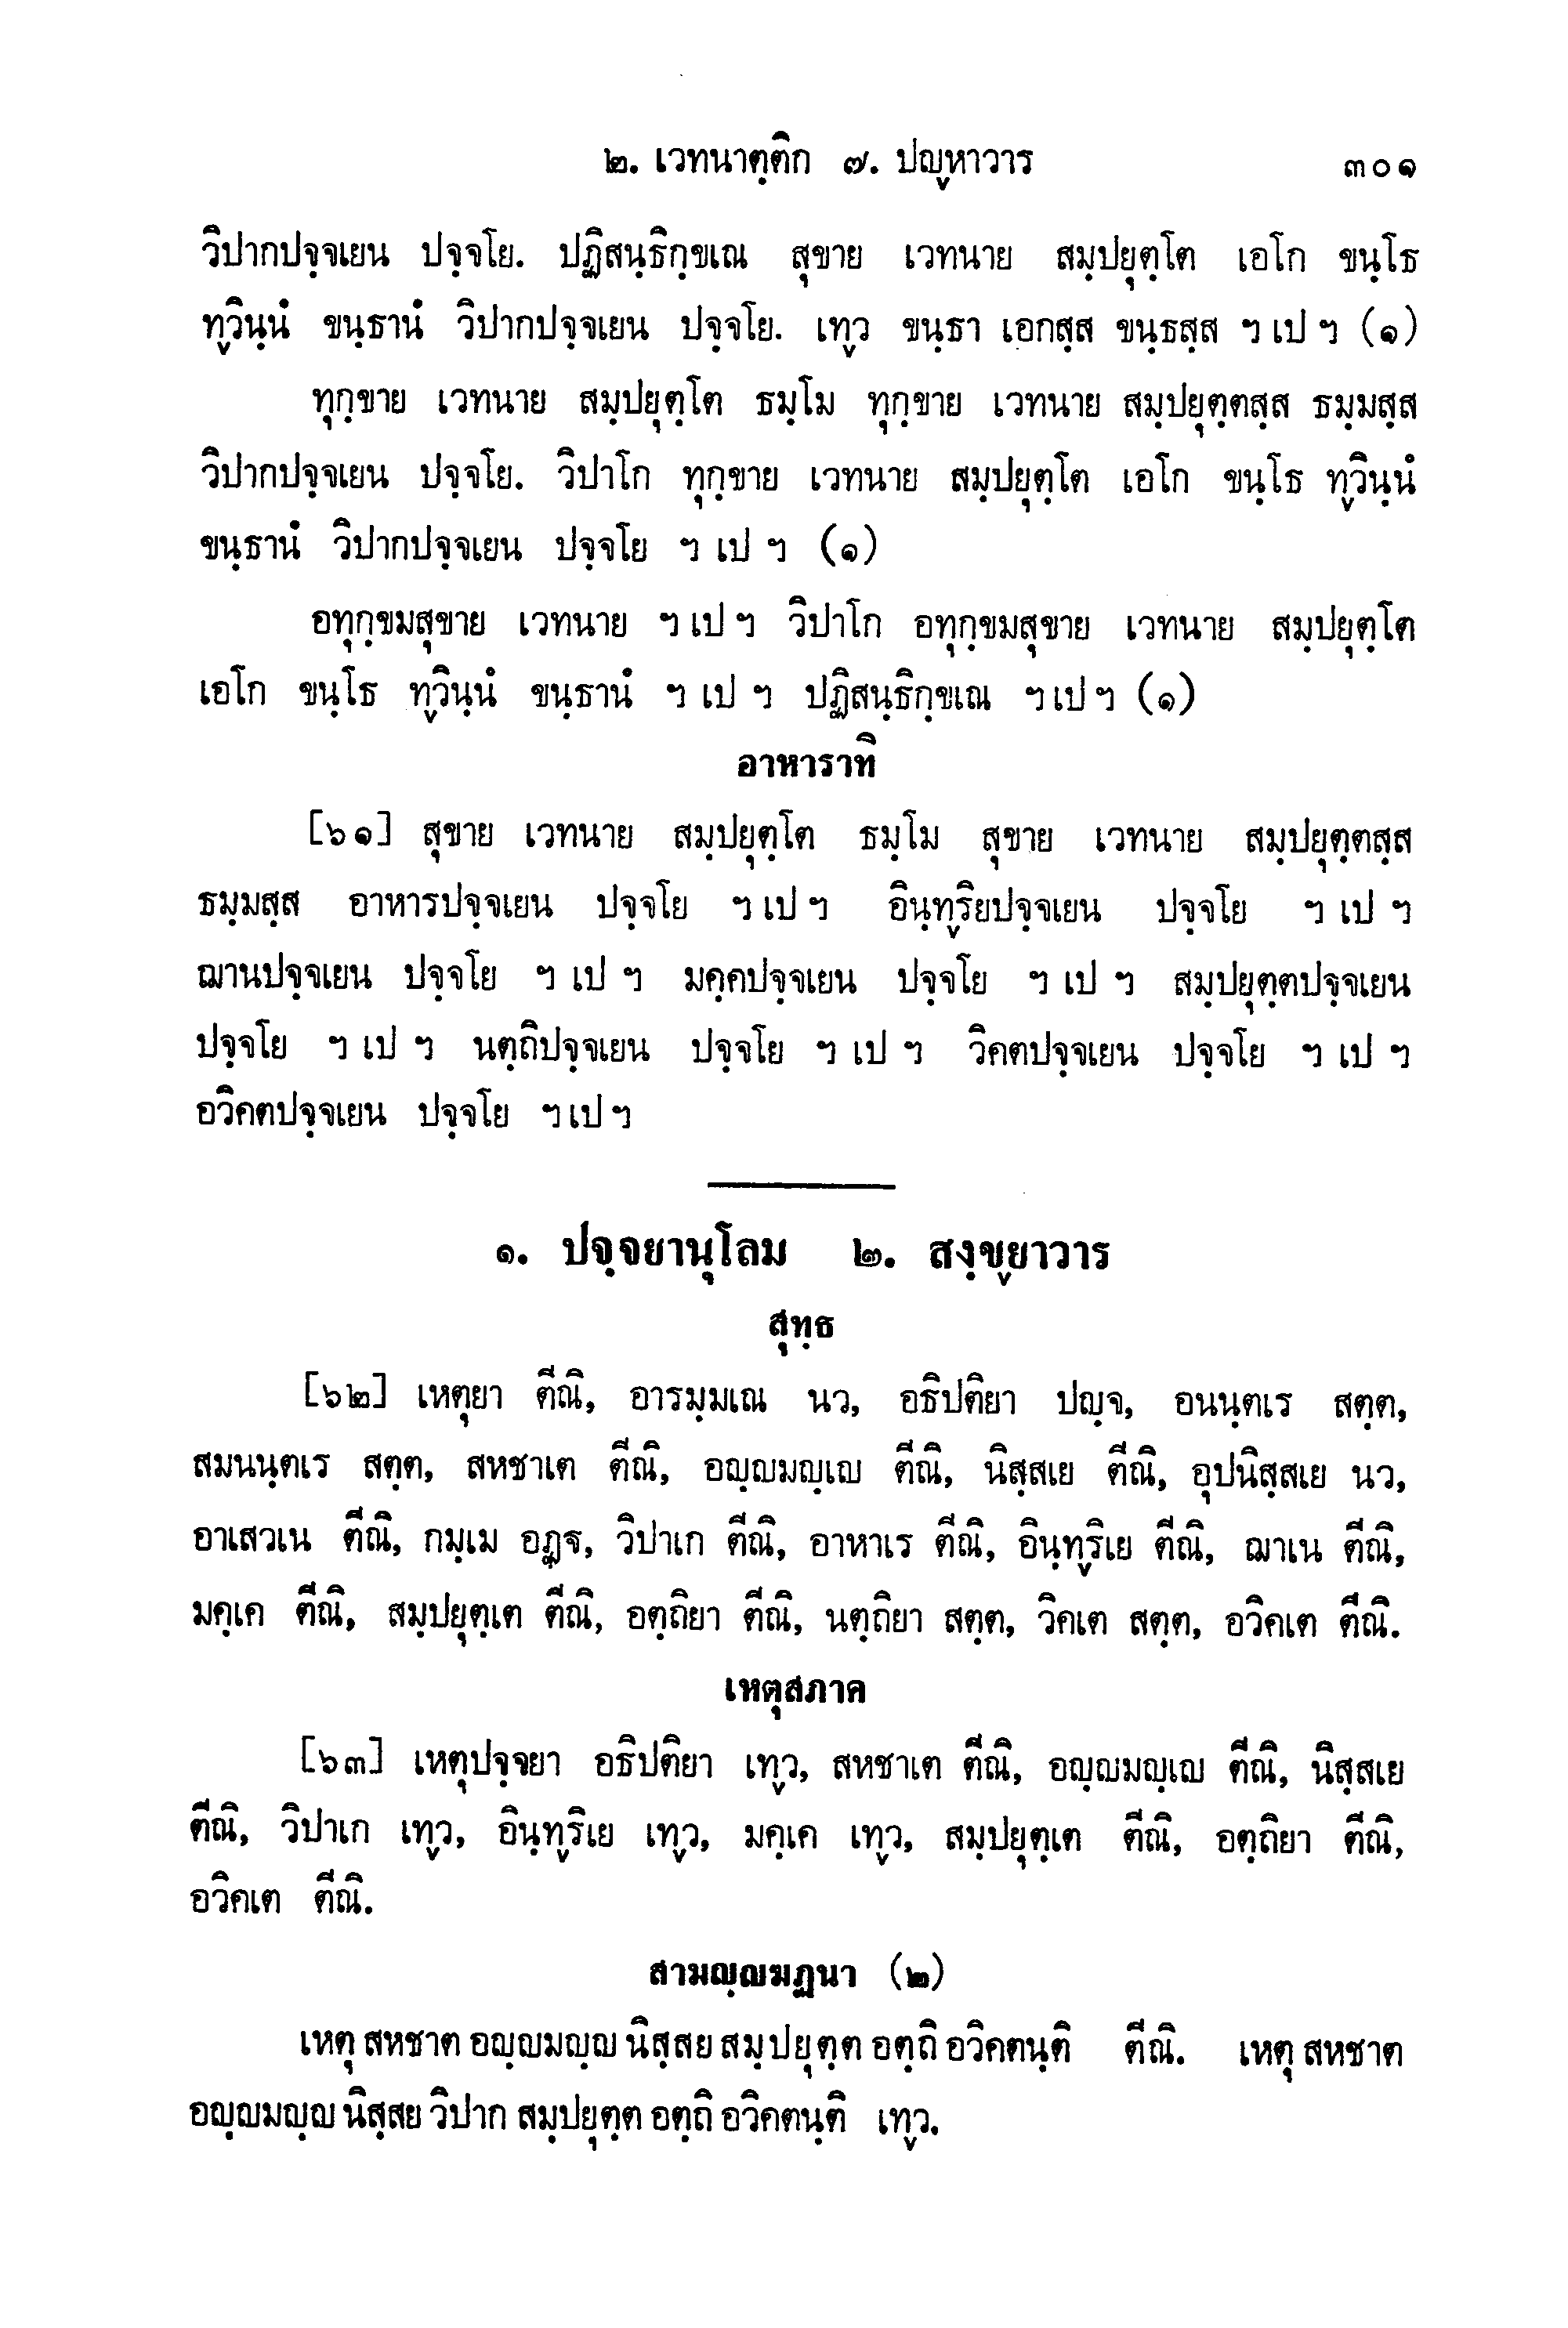 ๒. เวทนาตฺติก ๗. ปญฺหาวาร ๓๐๑
วิปากปจฺจเยน ปจฺจโย. ปฏิสนฺธิกฺขเณ สุขาย เวทนาย สมฺปยุตฺโต เอโก ขนฺโธ
ทฺวินฺนํ ขนฺธานํ วิปากปจฺจเยน ปจฺจโย. เทฺว ขนฺธา เอกสฺส ขนฺธสฺส ฯ เป ฯ (๑)
ทุกฺขาย เวทนาย สมฺปยุตฺโต ธมฺโม ทุกฺขาย เวทนาย สมฺปยุตฺตสฺส ธมฺมสฺส
วิปากปจฺจเยน ปจฺจโย. วิปาโก ทุกฺขาย เวทนาย สมฺปยุตฺโต เอโก ขนฺโธ ทฺวินฺนํ
ขนฺธานํ วิปากปจฺจเยน ปจฺจโย ฯ เป ฯ (๑)
อทุกฺขมสุขาย เวทนาย ฯ เป ฯ วิปาโก อทุกฺขมสุขาย เวทนาย สมฺปยุตฺโต
เอโก ขนฺโธ ทฺวินฺนํ ขนฺธานํ ฯ เป ฯ ปฏิสนฺธิกฺขเณ ฯ เป ฯ (๑)
อาหาราทิ
[๖๑] สุขาย เวทนาย สมฺปยุตฺโต ธมฺโม สุขาย เวทนาย สมฺปยุตฺตสฺส
ธมฺมสฺส อาหารปจฺจเยน ปจฺจโย ฯ เป ฯ อินฺทฺริยปจฺจเยน ปจฺจโย ฯ เป ฯ
ฌานปจฺจเยน ปจฺจโย ฯ เป ฯ มคฺคปจฺจเยน ปจฺจโย ฯ เป ฯ สมฺปยุตฺตปจฺจเยน
ปจฺจโย ฯ เป ฯ นตฺถิปจฺจเยน ปจฺจโย ฯ เป ฯ วิคตปจฺจเยน ปจฺจโย ฯ เป ฯ
อวิคตปจฺจเยน ปจฺจโย ฯ เป ฯ
๑. ปจฺจยานุโลม ๒. สงฺขฺยาวาร
สุทฺธ
[๖๒] เหตุยา ตีณิ, อารมฺมเณ นว, อธิปติยา ปญฺจ, อนนฺตเร สตฺต,
สมนนฺตเร สตฺต, สหชาเต ตีณิ, อญฺญมญฺเญ ตีณิ, นิสฺสเย ตีณิ, อุปนิสฺสเย นว,
อาเสวเน ตีณิ, กมฺเม อฏฺฐ, วิปาเก ตีณิ, อาหาเร ตีณิ, อินฺทฺริเย ตีณิ, ฌาเน ตีณิ,
มคฺเค ตีณิ, สมฺปยุตฺเต ตีณิ, อตฺถิยา ตีณิ, นตฺถิยา สตฺต, วิคเต สตฺต, อวิคเต ตีณิ.
เหตุสภาค
[๖๓] เหตุปจฺจยา อธิปติยา เทฺว, สหชาเต ตีณิ, อญฺญมญฺเญ ตีณิ, นิสฺสเย
ตีณิ, วิปาเก เทฺว, อินฺทฺริเย เทฺว, มคฺเค เทฺว, สมฺปยุตฺเต ตีณิ, อตฺถิยา ตีณิ,
อวิคเต ตีณิ.
สามญฺญฆฏนา (๒)
เหตุ สหชาต อญฺญมญฺญ นิสฺสย สมฺปยุตฺต อตฺถิ อวิคตนฺติ ตีณิ. เหตุ สหชาต
อญฺญมญฺญ นิสฺสย วิปาก สมฺปยุตฺต อตฺถิ อวิคตนฺติ เทฺว.